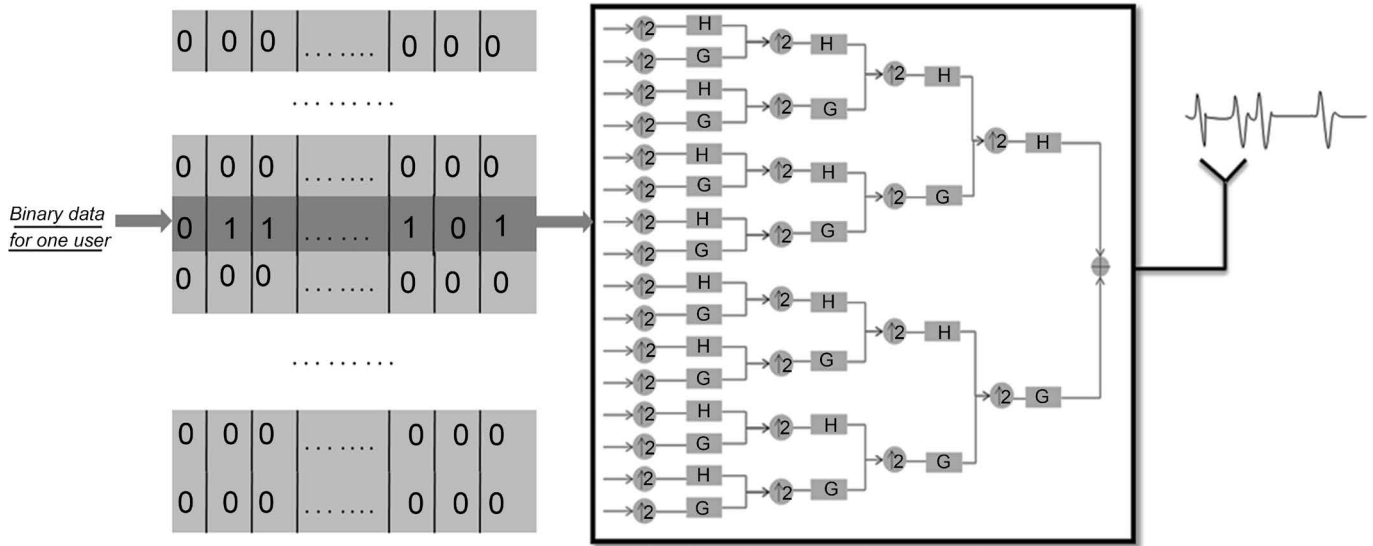 0 0 0 ....... 0 0 0
.........
0 0 0 ....... 0 0 0
Binary data
for one user
0 1 1 ....... 1 0 1
0 0 0 ....... 0 0 0
.........
0 0 0 ....... 0 0 0
0 0 0 ....... 0 0 0
↑2 H
↑2 G
↑2 H
↑2 G
↑2 H
↑2 G
↑2 H
↑2 G
↑2 H
↑2 G
↑2 H
↑2 G
↑2 H
↑2 G
↑2 H
↑2 G
↑2 H
↑2 G
↑2 H
↑2 G
↑2 H
↑2 G
↑2 H
↑2 G
↑2 H
↑2 G
↑2 H
↑2 G
↑2 H
↑2 G